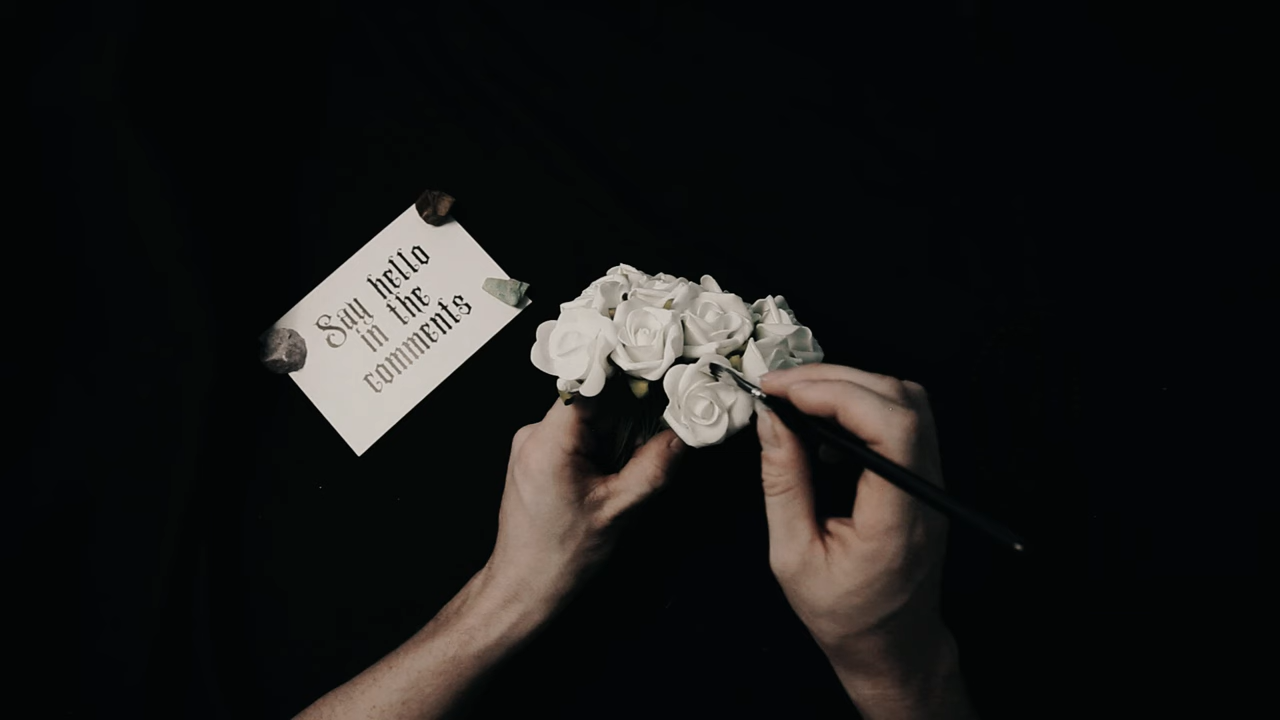 Say hello
in the
comments